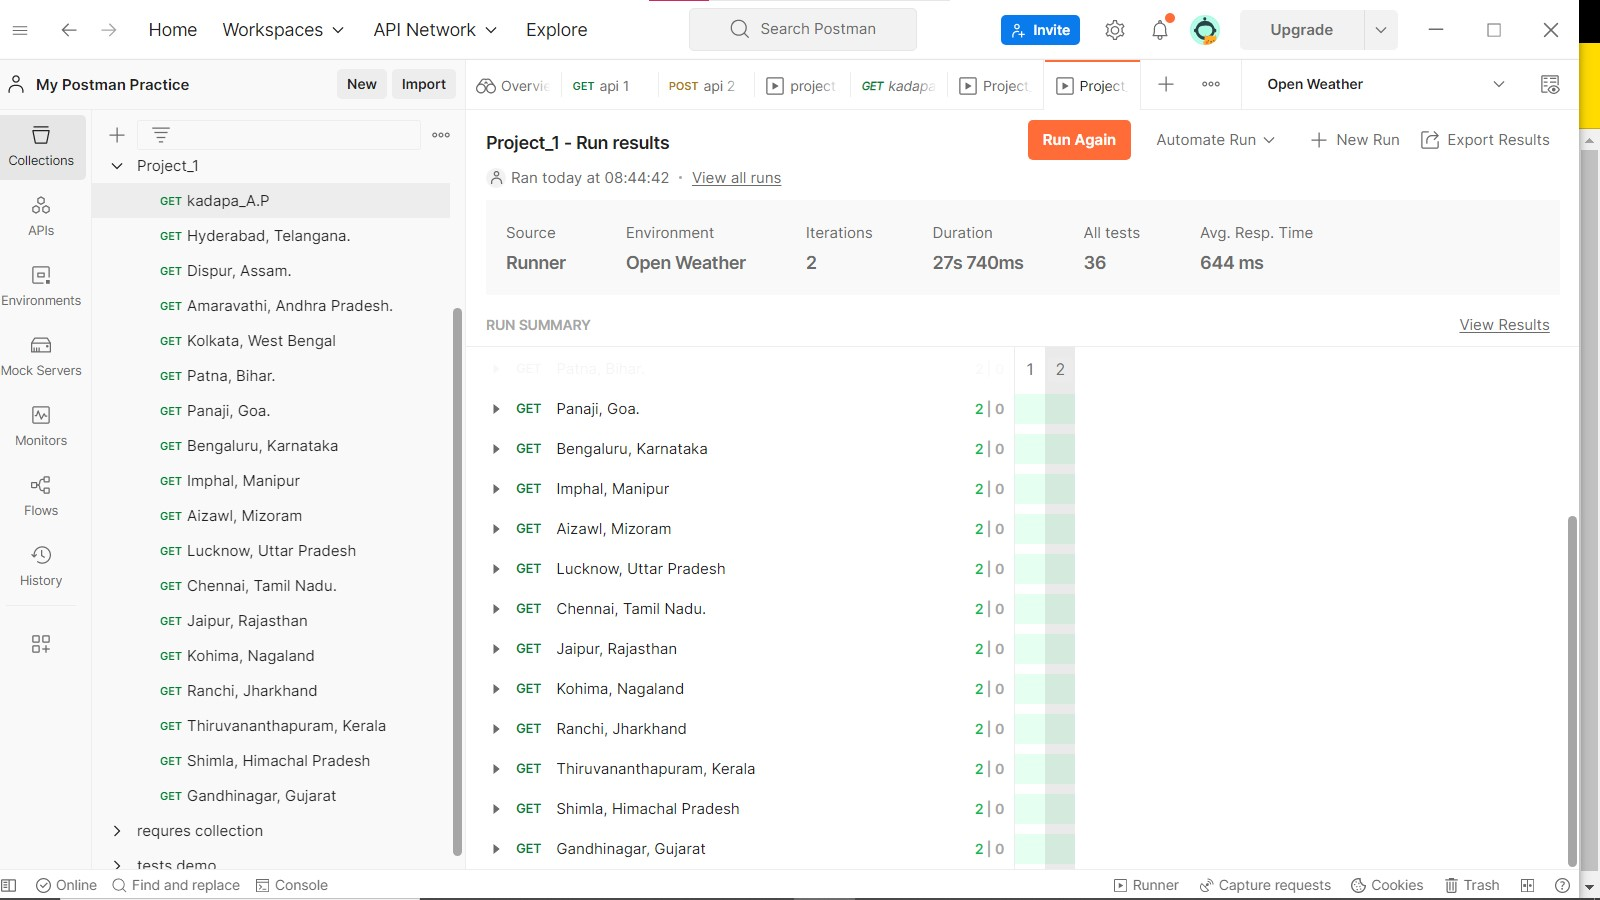 Home Workspaces API Network Explore Search Postman Invite Upgrade
My Postman Practice New Import
Overvie GET api 1 POST api 2 project GET kadapa Project Project Open Weather
Collections
APIs
Environments
Mock Servers
Monitors
Flows
History
Project_1
GET kadapa_A.P
GET Hyderabad, Telangana.
GET Dispur, Assam.
GET Amaravathi, Andhra Pradesh.
GET Kolkata, West Bengal
GET Patna, Bihar.
GET Panaji, Goa.
GET Bengaluru, Karnataka
GET Imphal, Manipur
GET Aizawl, Mizoram
GET Lucknow, Uttar Pradesh
GET Chennai, Tamil Nadu.
GET Jaipur, Rajasthan
GET Kohima, Nagaland
GET Ranchi, Jharkhand
GET Thiruvananthapuram, Kerala
GET Shimla, Himachal Pradesh
GET Gandhinagar, Gujarat
requres collection
tests demo
Project_1 - Run results
Run Again Automate Run New Run Export Results
Ran today at 08:44:42 · View all runs
Source Environment Iterations Duration All tests Avg. Resp. Time
Runner Open Weather 2 27s 740ms 36 644 ms
RUN SUMMARY View Results
GET Patna, Bihar. 2 | 0 1 2
GET Panaji, Goa. 2 | 0
GET Bengaluru, Karnataka 2 | 0
GET Imphal, Manipur 2 | 0
GET Aizawl, Mizoram 2 | 0
GET Lucknow, Uttar Pradesh 2 | 0
GET Chennai, Tamil Nadu. 2 | 0
GET Jaipur, Rajasthan 2 | 0
GET Kohima, Nagaland 2 | 0
GET Ranchi, Jharkhand 2 | 0
GET Thiruvananthapuram, Kerala 2 | 0
GET Shimla, Himachal Pradesh 2 | 0
GET Gandhinagar, Gujarat 2 | 0
Online Find and replace Console Runner Capture requests Cookies Trash